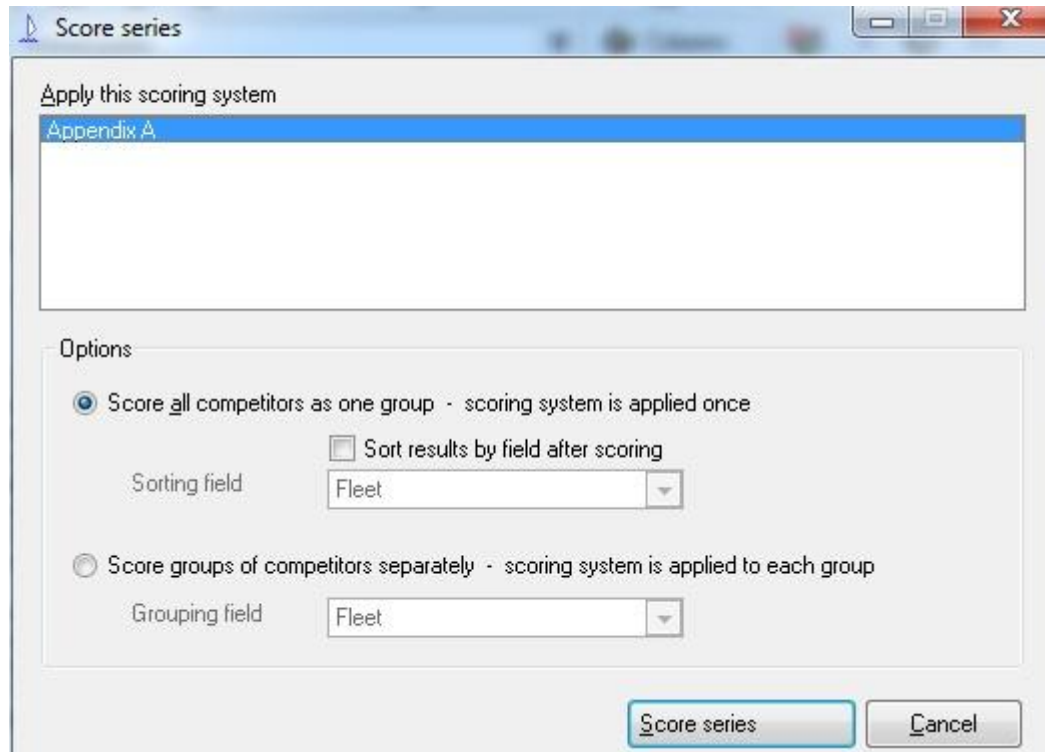 Score series
Apply this scoring system
Appendix A
Options
Score all competitors as one group - scoring system is applied once
Sort results by field after scoring
Sorting field Fleet
Score groups of competitors separately - scoring system is applied to each group
Grouping field Fleet
Score series Cancel